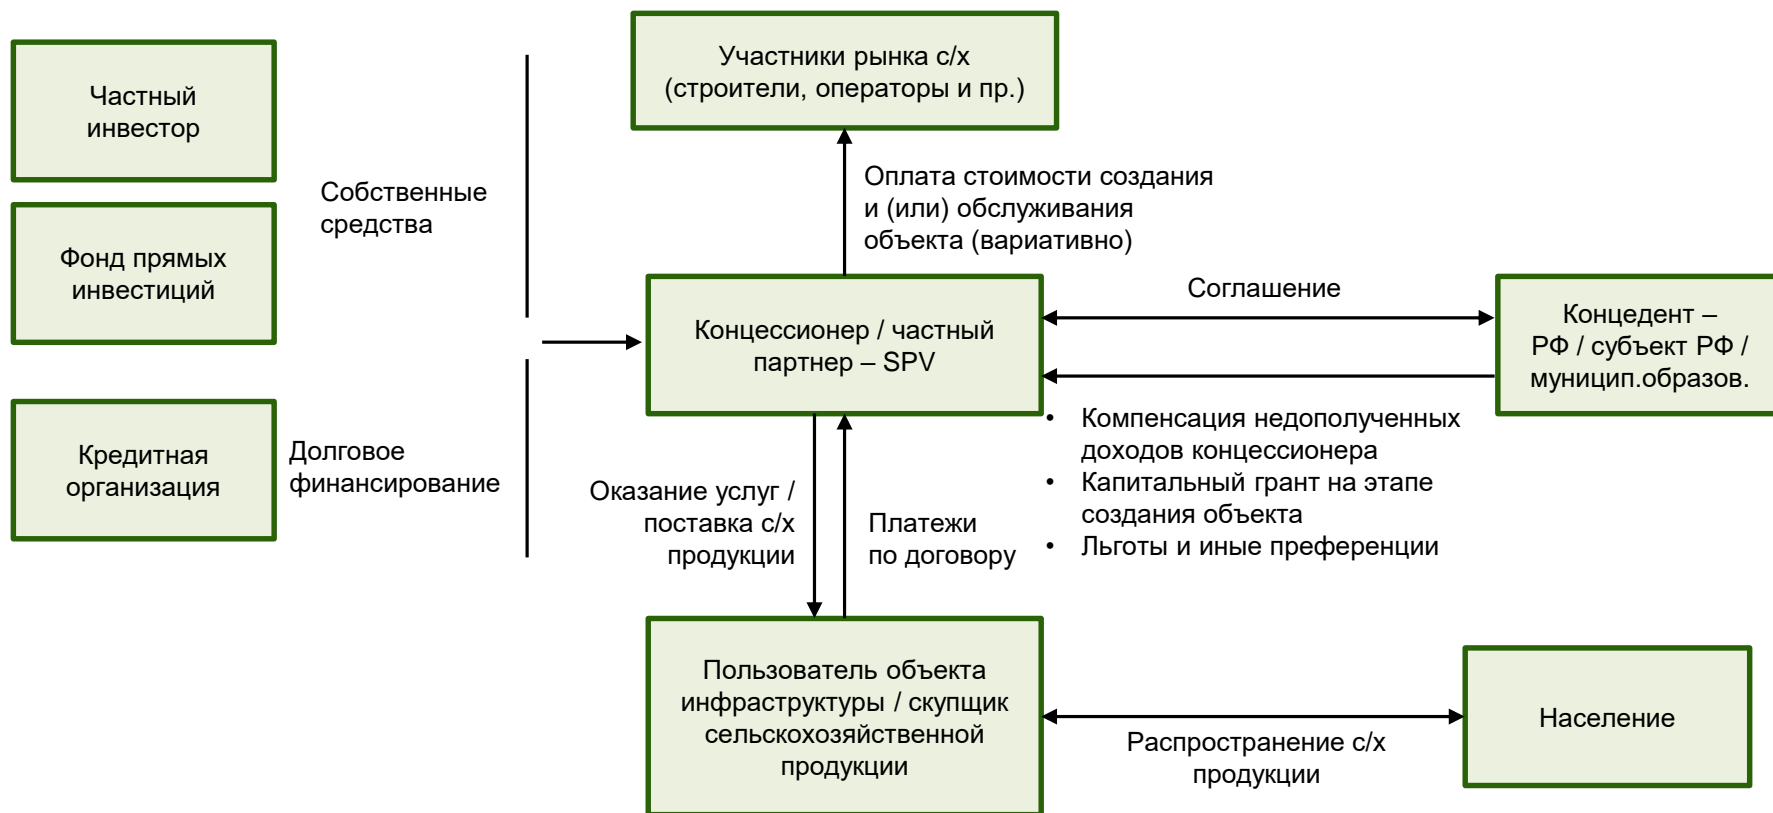 Частный
инвестор
Фонд прямых
инвестиций
Кредитная
организация
Собственные
средства
Долговое
финансирование
Участники рынка с/х
(строители, операторы и пр.)
Оплата стоимости создания
и (или) обслуживания
объекта (вариативно)
Концессионер / частный
партнер – SPV
Соглашение
Концедент –
РФ / субъект РФ /
муницип.образов.
• Компенсация недополученных
доходов концессионера
• Капитальный грант на этапе
создания объекта
• Льготы и иные преференции
Оказание услуг /
поставка с/х
продукции
Платежи
по договору
Пользователь объекта
инфраструктуры / скупщик
сельскохозяйственной
продукции
Распространение с/х
продукции
Население